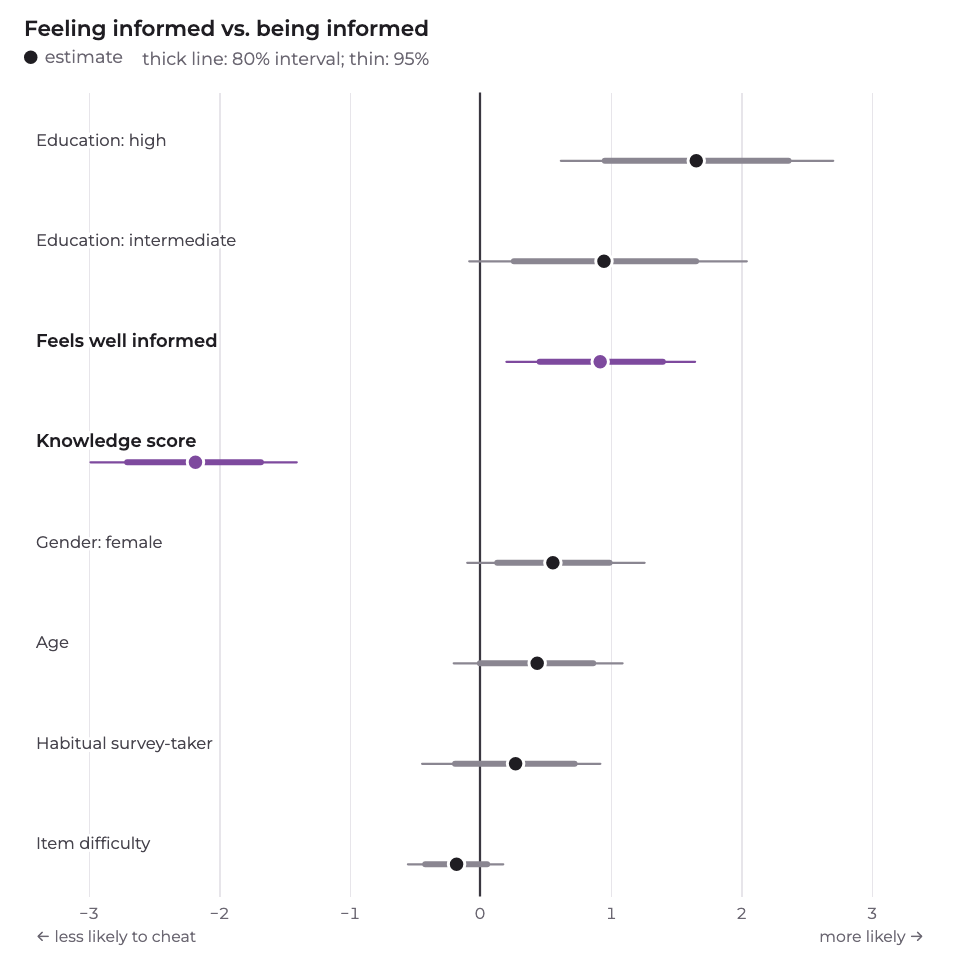 Feeling informed vs. being informed
estimate thick line: 80% interval; thin: 95%
Education: high
Education: intermediate
Feels well informed
Knowledge score
Gender: female
Age
Habitual survey-taker
Item difficulty
−3 −2 −1 0 1 2 3
← less likely to cheat more likely →